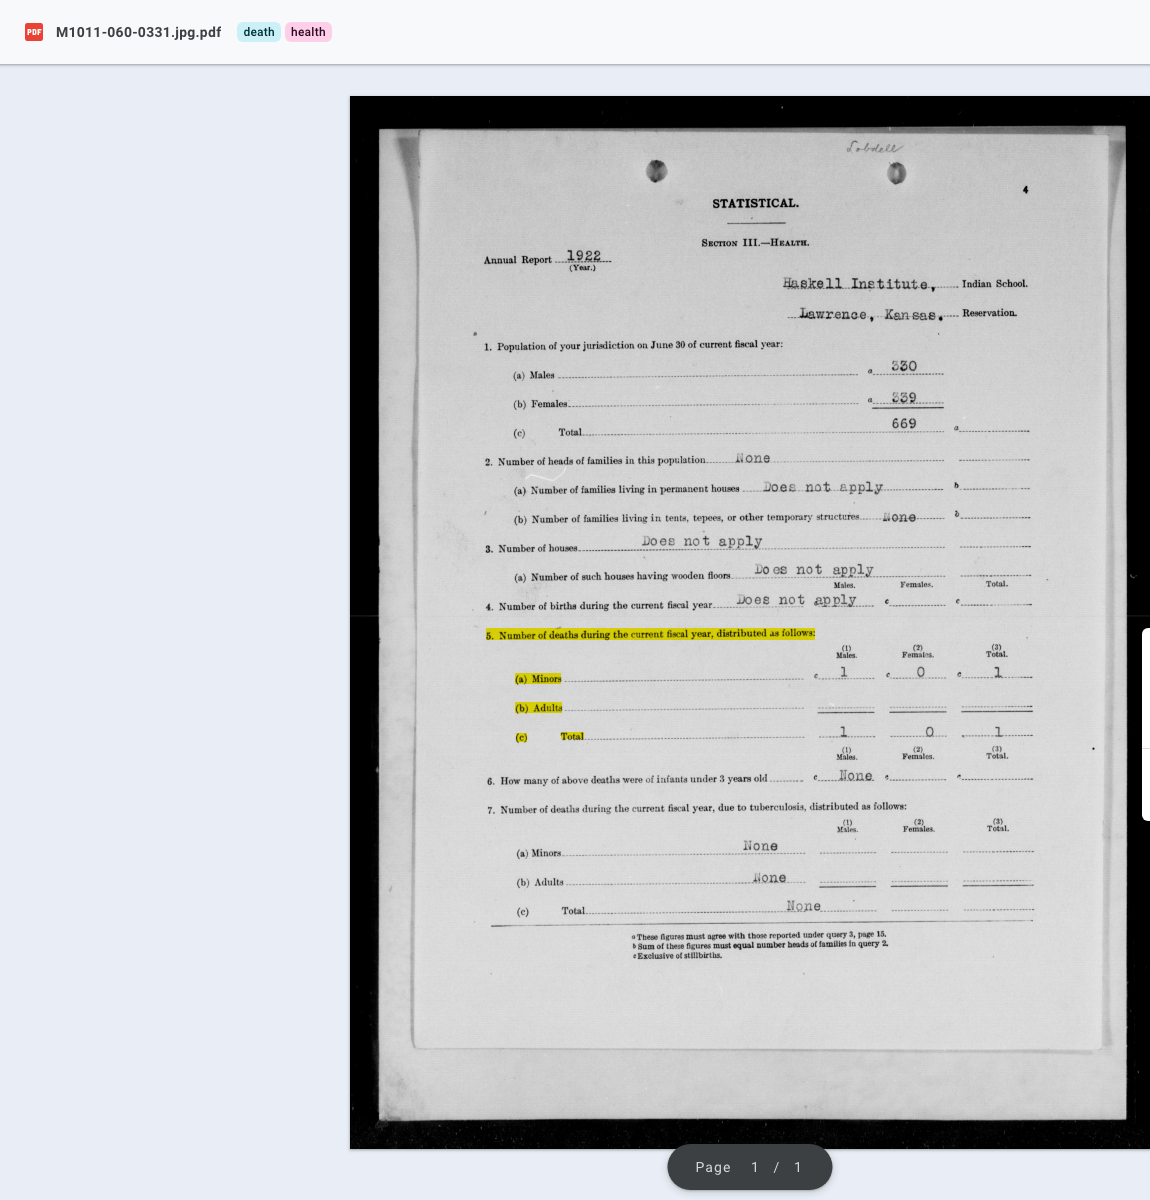 PDF M1011-060-0331.jpg.pdf death health
Lobdell
4
STATISTICAL.
SECTION III.—HEALTH.
Annual Report 1922
(Year.)
Haskell Institute, Indian School.
Lawrence, Kansas. Reservation.
1. Population of your jurisdiction on June 30 of current fiscal year:
(a) Males a 330
(b) Females a 339
(c) Total 669 a
2. Number of heads of families in this population None
(a) Number of families living in permanent houses Does not apply b
(b) Number of families living in tents, tepees, or other temporary structures None b
3. Number of houses Does not apply
(a) Number of such houses having wooden floors Does not apply
Males. Females. Total.
4. Number of births during the current fiscal year Does not apply c c
5. Number of deaths during the current fiscal year, distributed as follows:
(1) (2) (3)
Males. Females. Total.
(a) Minors c 1 c 0 c 1
(b) Adults
(c) Total 1 0 1
(1) (2) (3)
Males. Females. Total.
6. How many of above deaths were of infants under 3 years old c None c c
7. Number of deaths during the current fiscal year, due to tuberculosis, distributed as follows:
(1) (2) (3)
Males. Females. Total.
(a) Minors None
(b) Adults None
(c) Total None
a These figures must agree with those reported under query 3, page 15.
b Sum of these figures must equal number heads of families in query 2.
c Exclusive of stillbirths.
Page 1 / 1